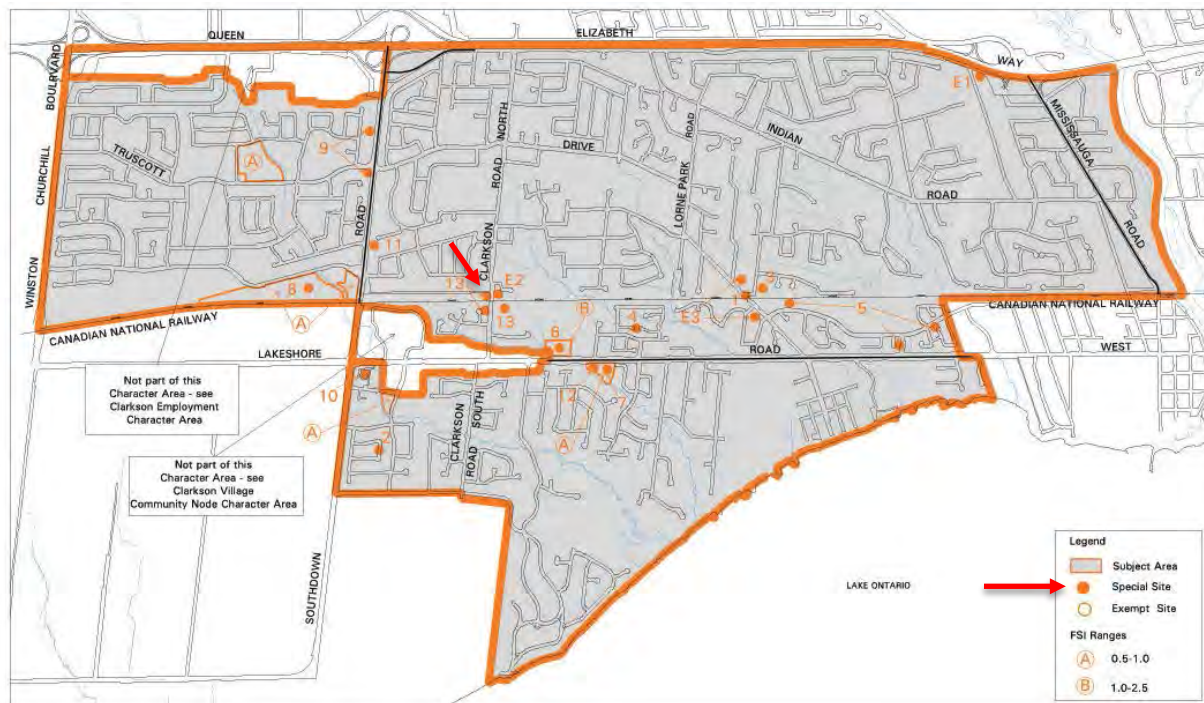 QUEEN
ELIZABETH
WAY
BOULRVARD
CHURCHILL
WINSTON
E1
MISSISSAUGA
ROAD
INDIAN
ROAD
TRUSCOTT
DRIVE
A
9
ROAD
CLARKSON
ROAD
NORTH
LORNE PARK
ROAD
11
13
E2
13
8
A
3
1
E3
5
4
B
6
CANADIAN NATIONAL RAILWAY
CANADIAN NATIONAL RAILWAY
LAKESHORE
ROAD
WEST
10
A
2
12
7
A
CLARKSON
ROAD
SOUTH
SOUTHDOWN
Not part of this
Character Area - see
Clarkson Employment
Character Area
Not part of this
Character Area - see
Clarkson Village
Community Node Character Area
LAKE ONTARIO
Legend
Subject Area
Special Site
Exempt Site
FSI Ranges
A 0.5-1.0
B 1.0-2.5